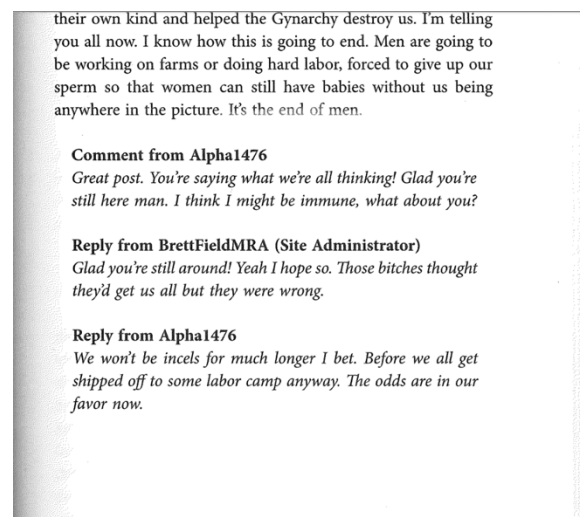 their own kind and helped the Gynarchy destroy us. I'm telling
you all now. I know how this is going to end. Men are going to
be working on farms or doing hard labor, forced to give up our
sperm so that women can still have babies without us being
anywhere in the picture. It's the end of men.
Comment from Alpha1476
Great post. You're saying what we're all thinking! Glad you're
still here man. I think I might be immune, what about you?
Reply from BrettFieldMRA (Site Administrator)
Glad you're still around! Yeah I hope so. Those bitches thought
they'd get us all but they were wrong.
Reply from Alpha1476
We won't be incels for much longer I bet. Before we all get
shipped off to some labor camp anyway. The odds are in our
favor now.